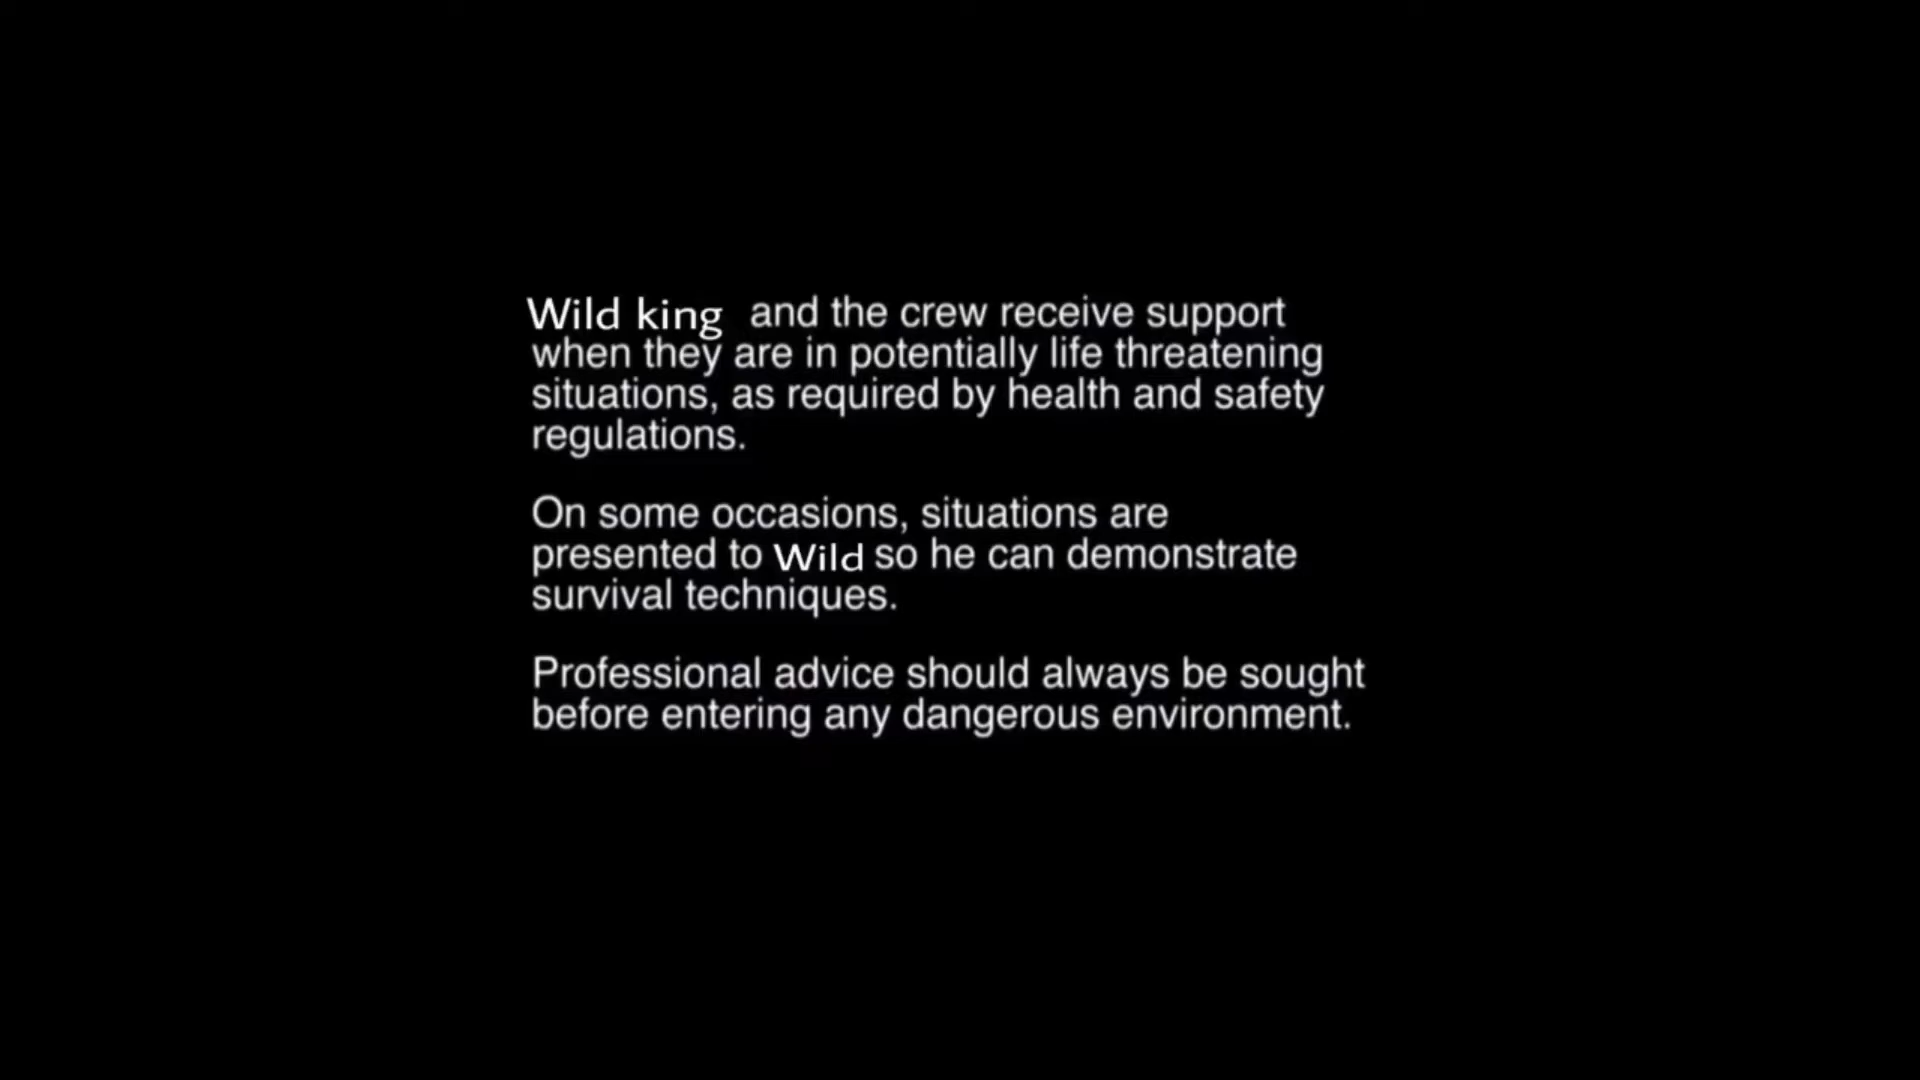 Wild king and the crew receive support
when they are in potentially life threatening
situations, as required by health and safety
regulations.
On some occasions, situations are
presented to Wild so he can demonstrate
survival techniques.
Professional advice should always be sought
before entering any dangerous environment.